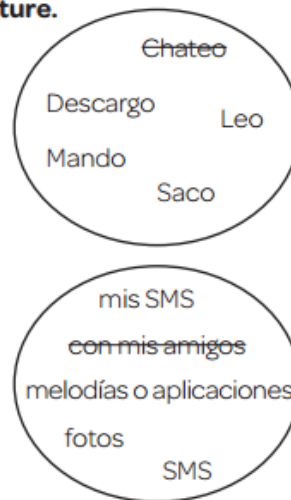 ture.
Chateo
Descargo
Leo
Mando
Saco
mis SMS
con mis amigos
melodías o aplicaciones
fotos
SMS